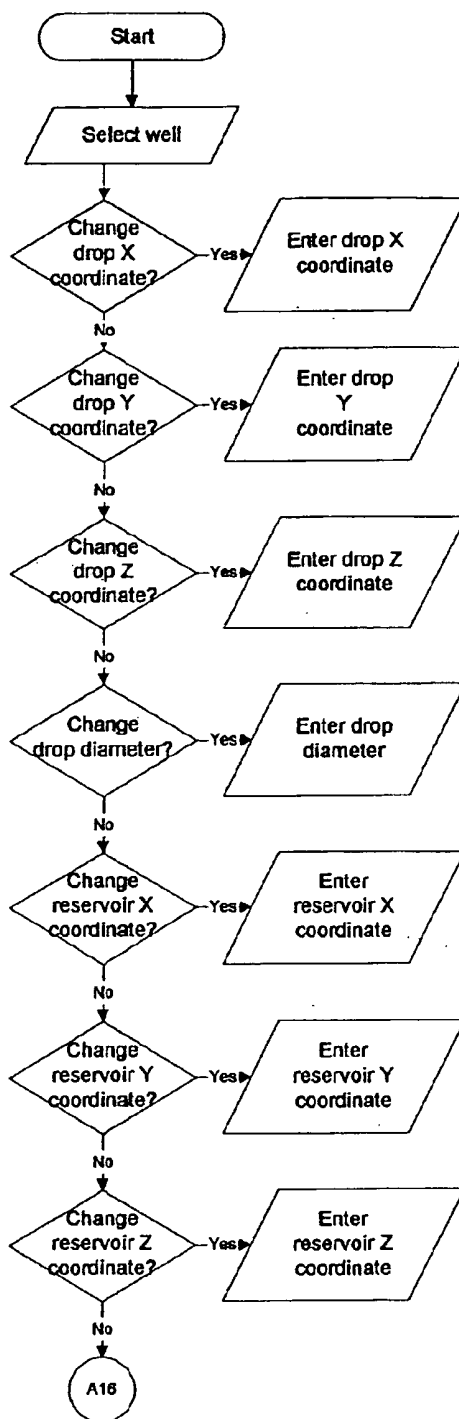 Start
Select well
Change
drop X
coordinate?
Yes
Enter drop X
coordinate
No
Change
drop Y
coordinate?
Yes
Enter drop
Y
coordinate
No
Change
drop Z
coordinate?
Yes
Enter drop Z
coordinate
No
Change
drop diameter?
Yes
Enter drop
diameter
No
Change
reservoir X
coordinate?
Yes
Enter
reservoir X
coordinate
No
Change
reservoir Y
coordinate?
Yes
Enter
reservoir Y
coordinate
No
Change
reservoir Z
coordinate?
Yes
Enter
reservoir Z
coordinate
No
A16